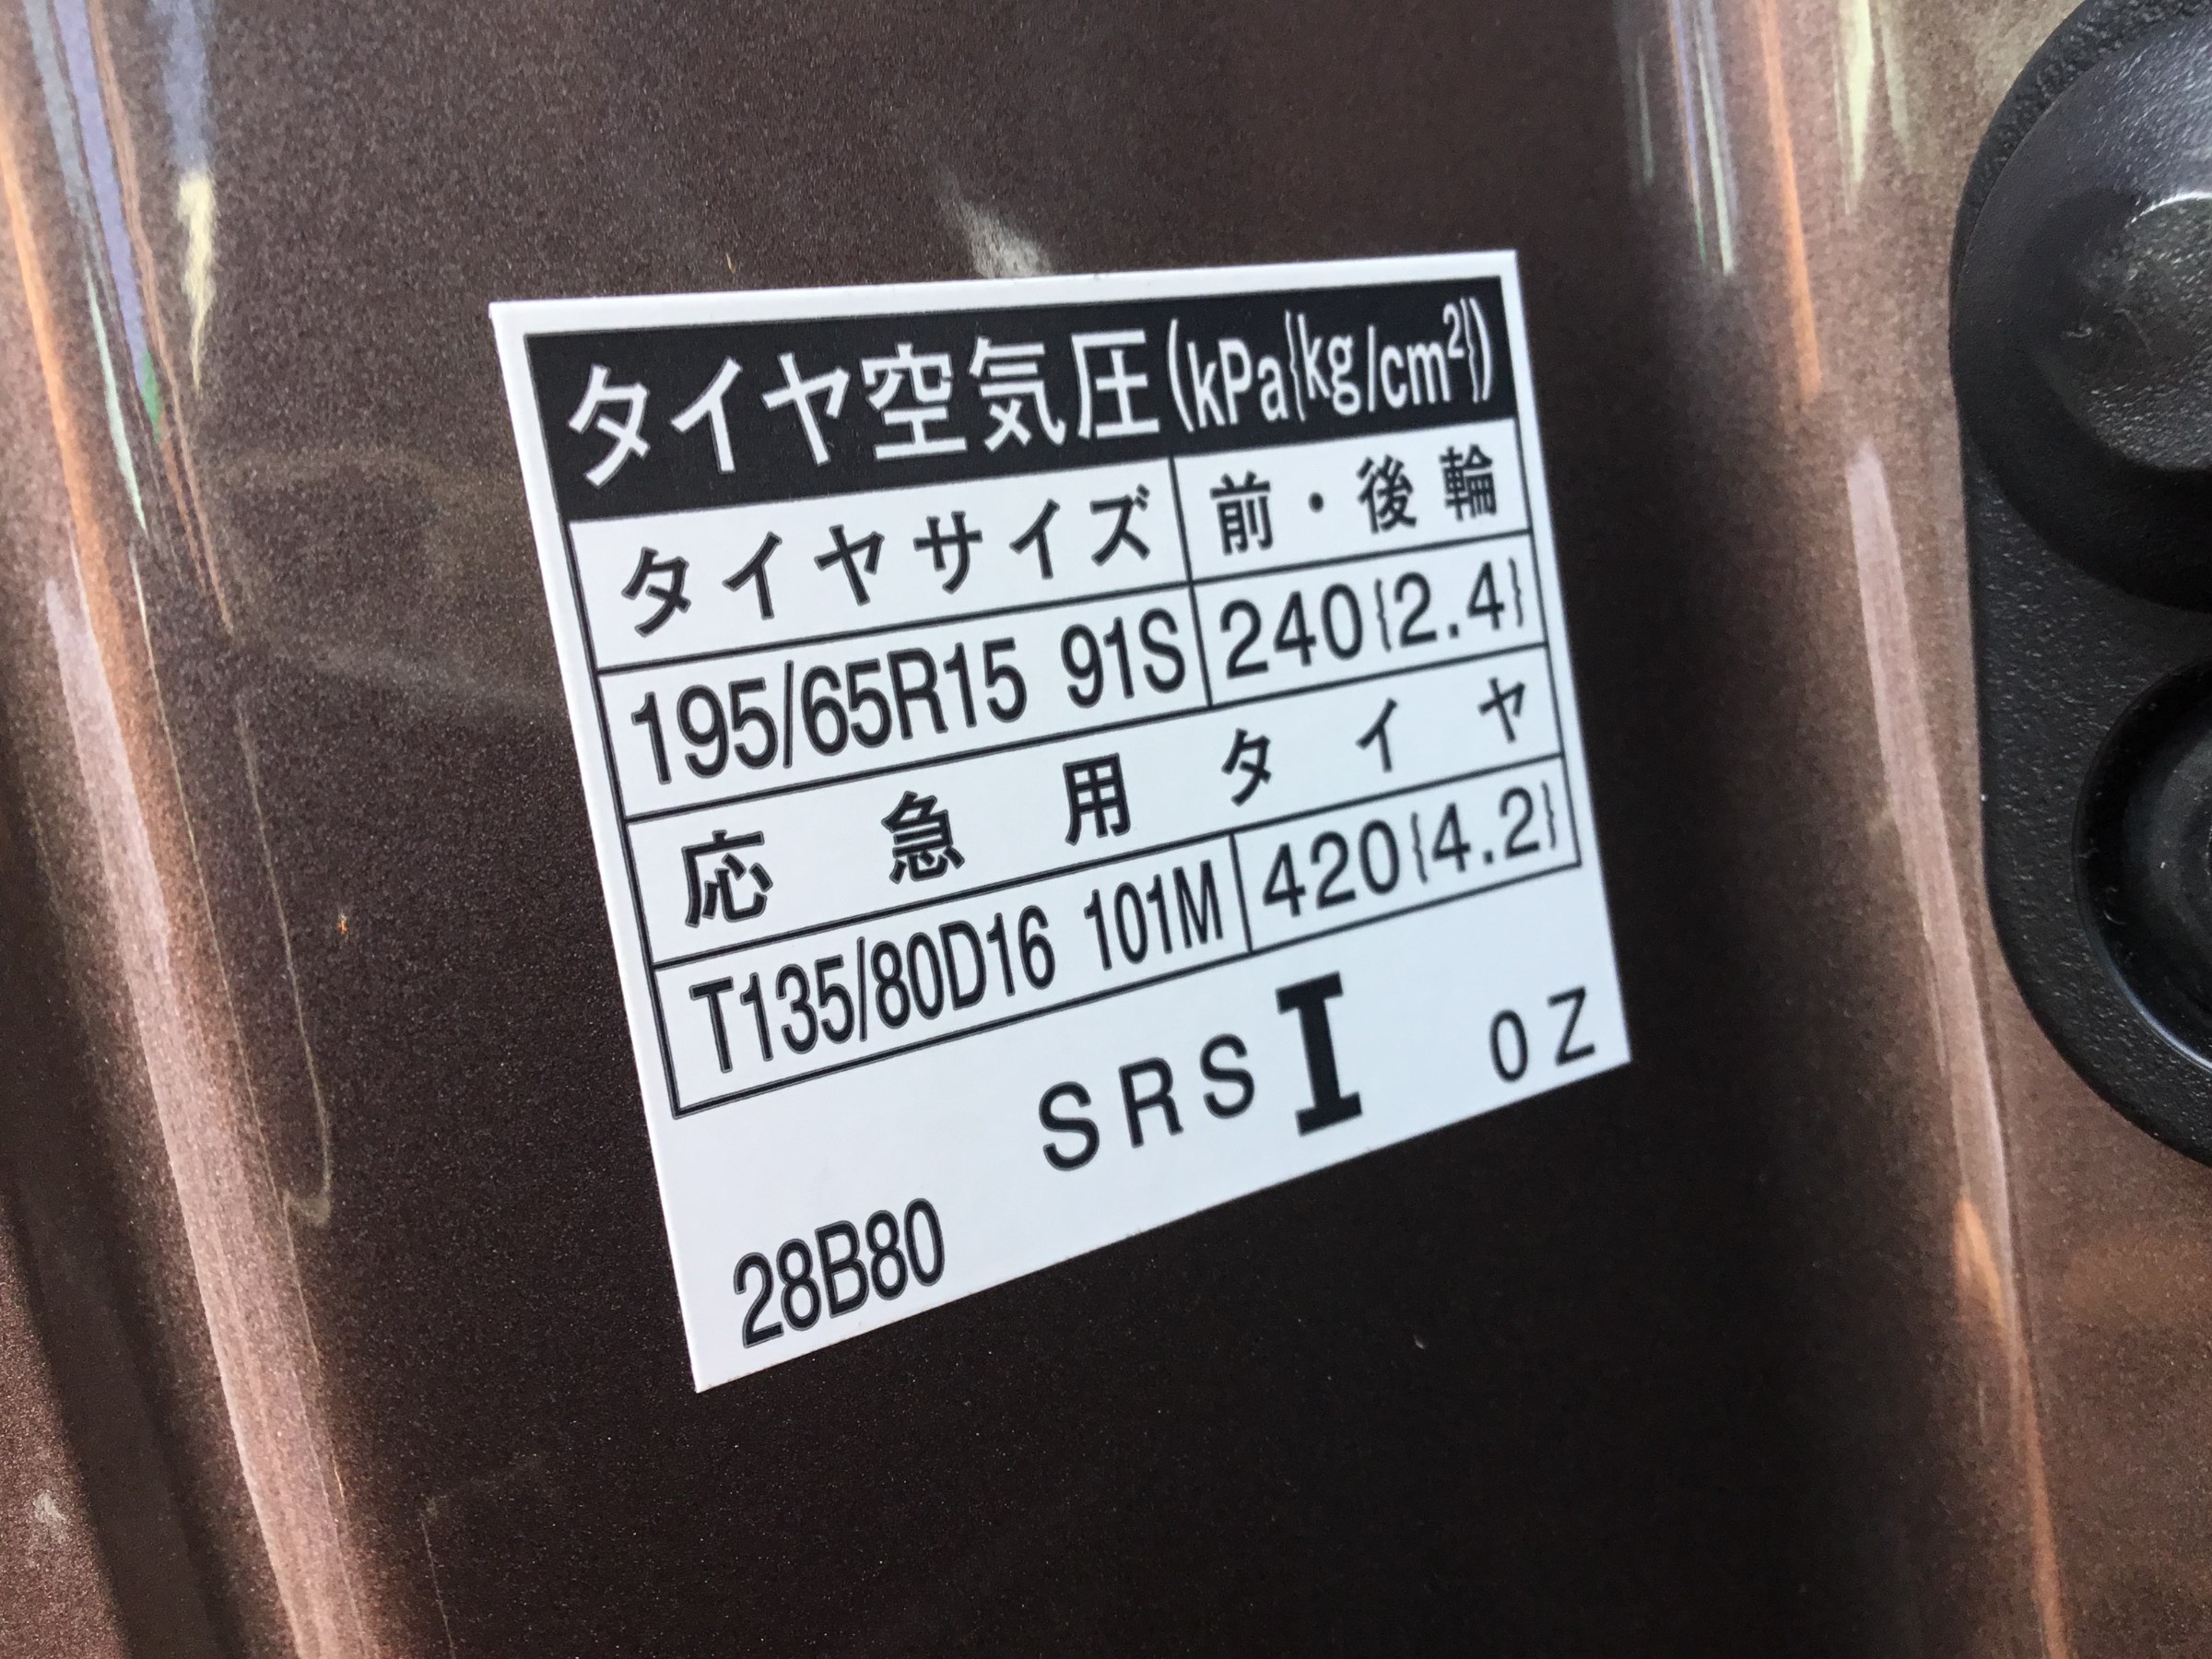 タイヤ空気圧(kPa{kg/cm²})
タイヤサイズ 前・後輪
195/65R15 91S 240{2.4}
応急用タイヤ
T135/80D16 101M 420{4.2}
SRS I 0Z
28B80